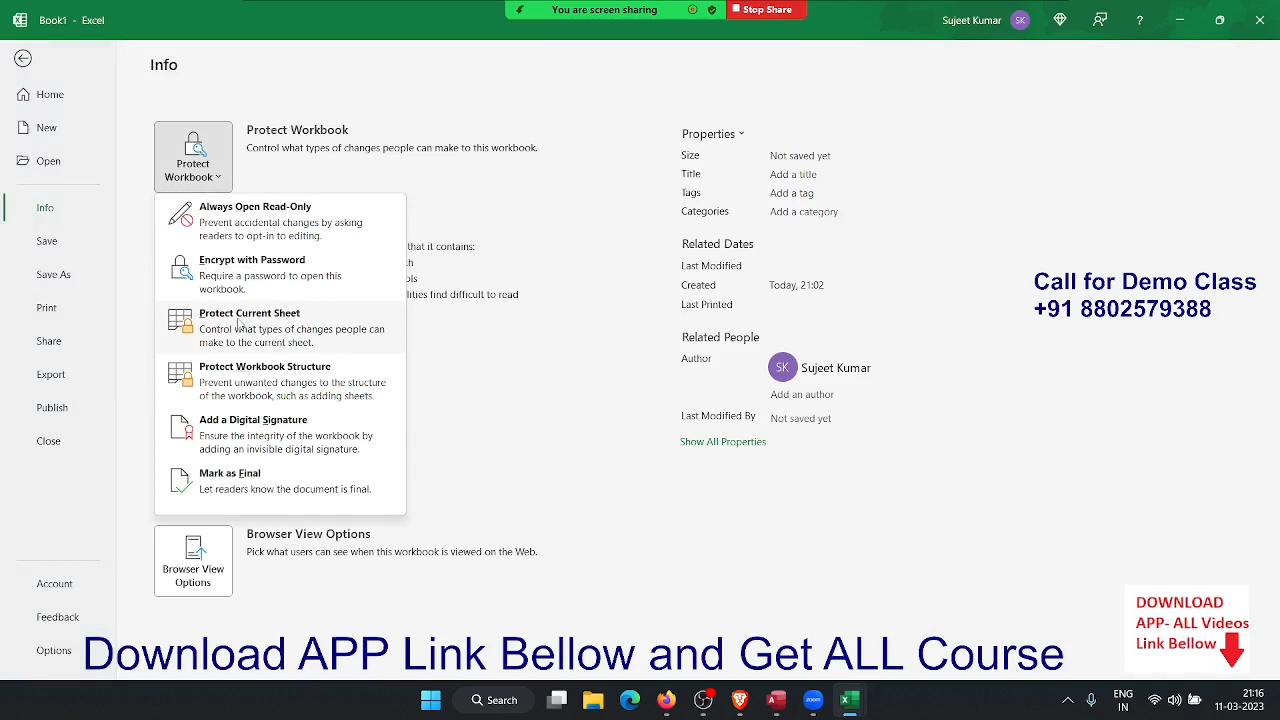 Book1 - Excel
You are screen sharing
Stop Share
Sujeet Kumar
SK
?
Info
Home
New
Open
Info
Save
Save As
Print
Share
Export
Publish
Close
Account
Feedback
Options
Protect
Workbook
Protect Workbook
Control what types of changes people can make to this workbook.
Always Open Read-Only
Prevent accidental changes by asking
readers to opt-in to editing.
Encrypt with Password
Require a password to open this
workbook.
Protect Current Sheet
Control what types of changes people can
make to the current sheet.
Protect Workbook Structure
Prevent unwanted changes to the structure
of the workbook, such as adding sheets.
Add a Digital Signature
Ensure the integrity of the workbook by
adding an invisible digital signature.
Mark as Final
Let readers know the document is final.
that it contains:
th
ols
ilities find difficult to read
Browser View
Options
Browser View Options
Pick what users can see when this workbook is viewed on the Web.
Properties
Size Not saved yet
Title Add a title
Tags Add a tag
Categories Add a category
Related Dates
Last Modified
Created Today, 21:02
Last Printed
Related People
Author
SK Sujeet Kumar
Add an author
Last Modified By Not saved yet
Show All Properties
Call for Demo Class
+91 8802579388
DOWNLOAD
APP- ALL Videos
Link Bellow
Download APP Link Bellow and Get ALL Course
Search
zoom
ENG
IN
21:16
11-03-2023